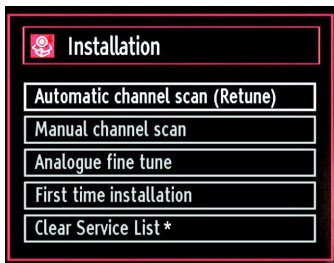 Installation
Automatic channel scan (Retune)
Manual channel scan
Analogue fine tune
First time installation
Clear Service List *